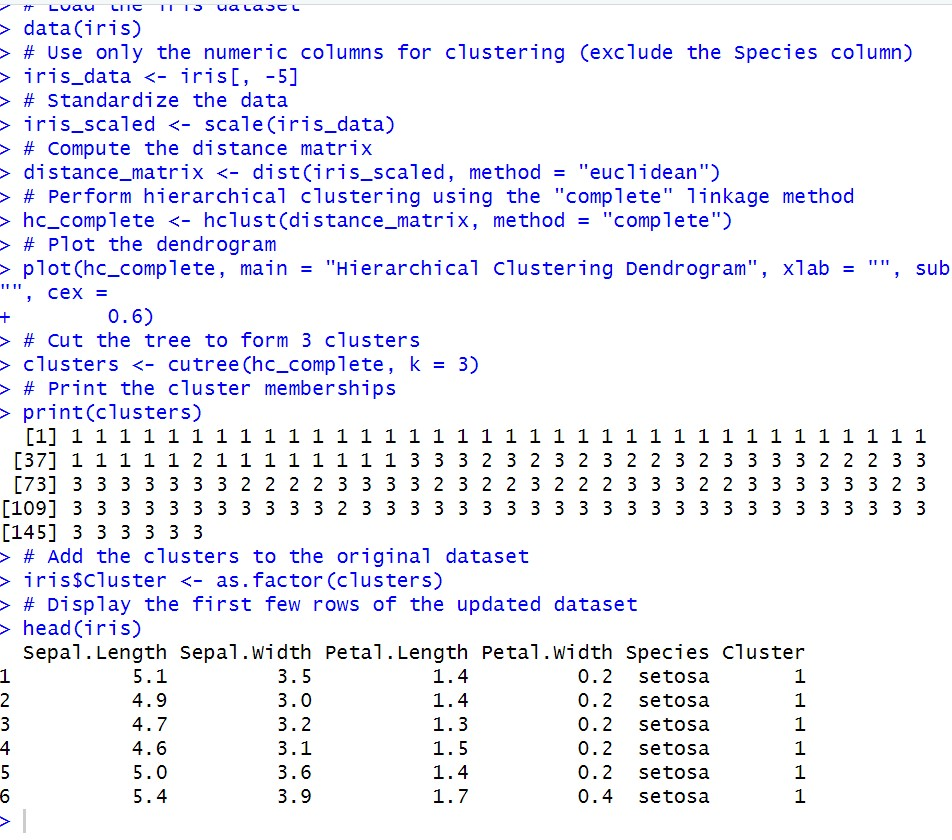 > # Load the iris dataset
> data(iris)
> # Use only the numeric columns for clustering (exclude the Species column)
> iris_data <- iris[, -5]
> # Standardize the data
> iris_scaled <- scale(iris_data)
> # Compute the distance matrix
> distance_matrix <- dist(iris_scaled, method = "euclidean")
> # Perform hierarchical clustering using the "complete" linkage method
> hc_complete <- hclust(distance_matrix, method = "complete")
> # Plot the dendrogram
> plot(hc_complete, main = "Hierarchical Clustering Dendrogram", xlab = "", sub
"", cex =
+        0.6)
> # Cut the tree to form 3 clusters
> clusters <- cutree(hc_complete, k = 3)
> # Print the cluster memberships
> print(clusters)
  [1] 1 1 1 1 1 1 1 1 1 1 1 1 1 1 1 1 1 1 1 1 1 1 1 1 1 1 1 1 1 1 1 1 1 1 1 1
 [37] 1 1 1 1 1 2 1 1 1 1 1 1 1 1 3 3 3 2 3 2 3 2 3 2 2 3 2 3 3 3 3 2 2 2 3 3
 [73] 3 3 3 3 3 3 3 2 2 2 2 3 3 3 3 2 3 2 2 3 2 2 2 3 3 2 2 3 3 3 3 3 3 2 3
[109] 3 3 3 3 3 3 3 3 3 3 3 2 3 3 3 3 3 3 3 3 3 3 3 3 3 3 3 3 3 3 3 3 3 3 3 3
[145] 3 3 3 3 3 3
> # Add the clusters to the original dataset
> iris$Cluster <- as.factor(clusters)
> # Display the first few rows of the updated dataset
> head(iris)
  Sepal.Length Sepal.Width Petal.Length Petal.Width Species Cluster
1          5.1         3.5          1.4         0.2  setosa       1
2          4.9         3.0          1.4         0.2  setosa       1
3          4.7         3.2          1.3         0.2  setosa       1
4          4.6         3.1          1.5         0.2  setosa       1
5          5.0         3.6          1.4         0.2  setosa       1
6          5.4         3.9          1.7         0.4  setosa       1
>